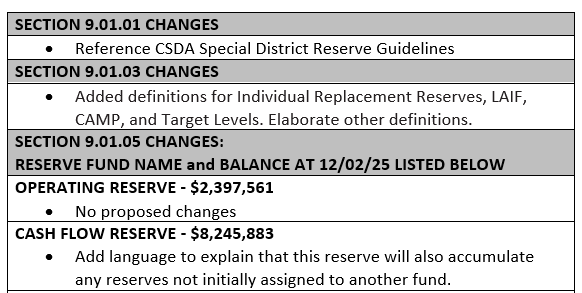 SECTION 9.01.01 CHANGES
• Reference CSDA Special District Reserve Guidelines
SECTION 9.01.03 CHANGES
• Added definitions for Individual Replacement Reserves, LAIF,
CAMP, and Target Levels. Elaborate other definitions.
SECTION 9.01.05 CHANGES:
RESERVE FUND NAME and BALANCE AT 12/02/25 LISTED BELOW
OPERATING RESERVE - $2,397,561
• No proposed changes
CASH FLOW RESERVE - $8,245,883
• Add language to explain that this reserve will also accumulate
any reserves not initially assigned to another fund.